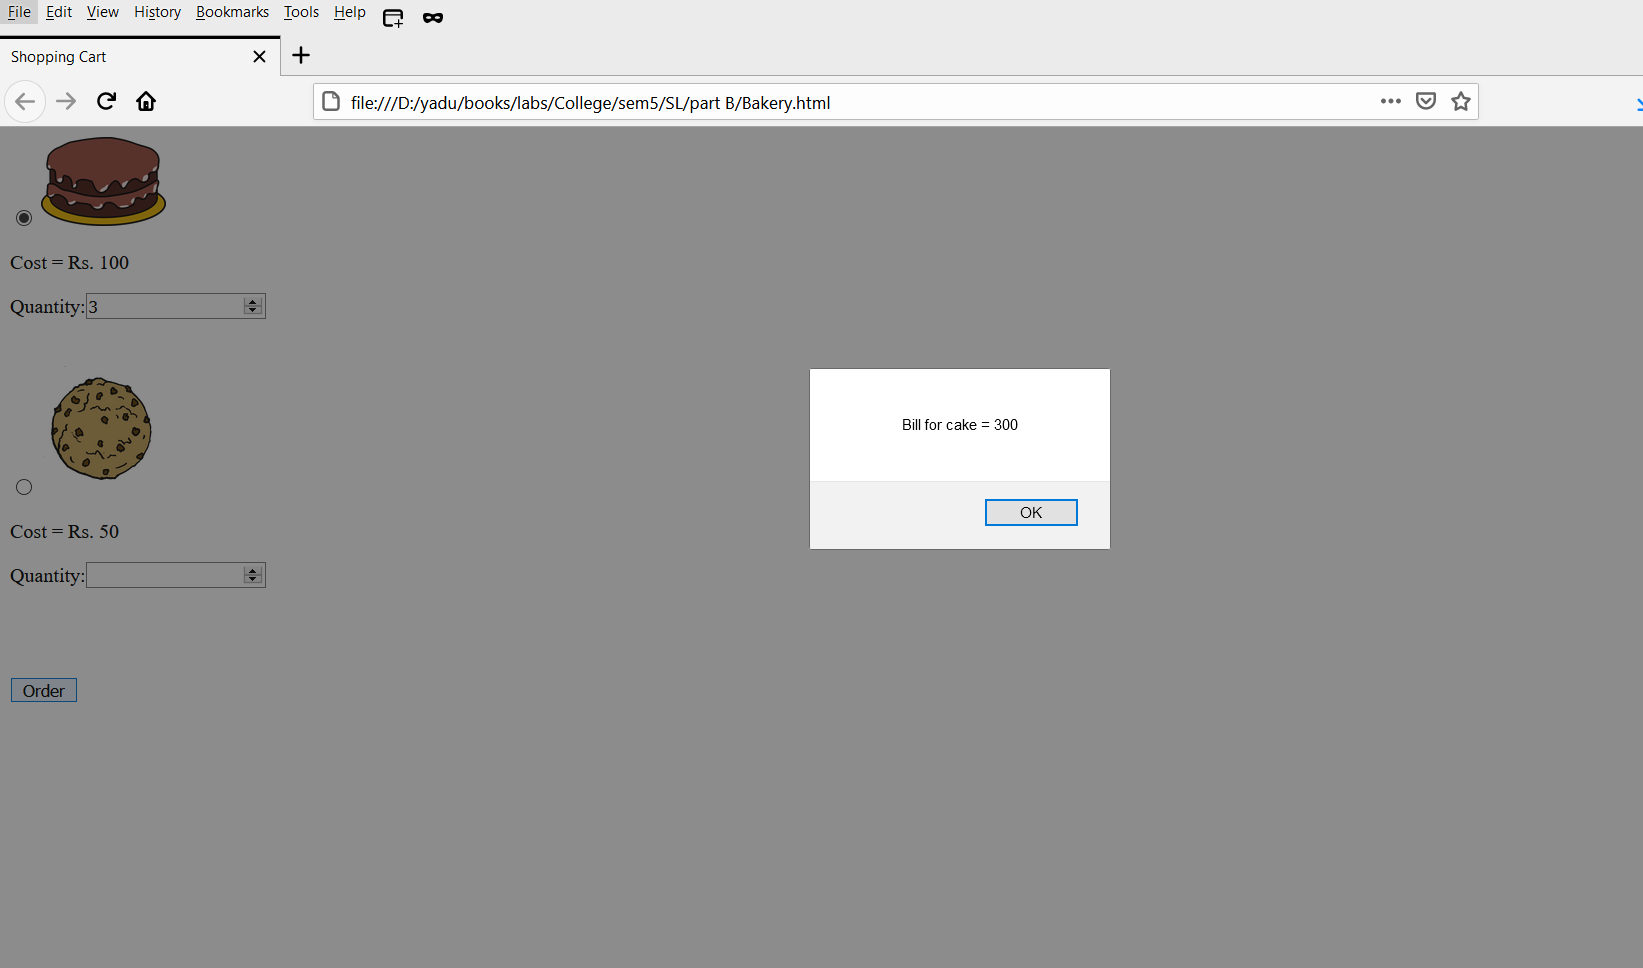 File Edit View History Bookmarks Tools Help
Shopping Cart
file:///D:/yadu/books/labs/College/sem5/SL/part B/Bakery.html
Cost = Rs. 100
Quantity:3
Bill for cake = 300
OK
Cost = Rs. 50
Quantity:
Order